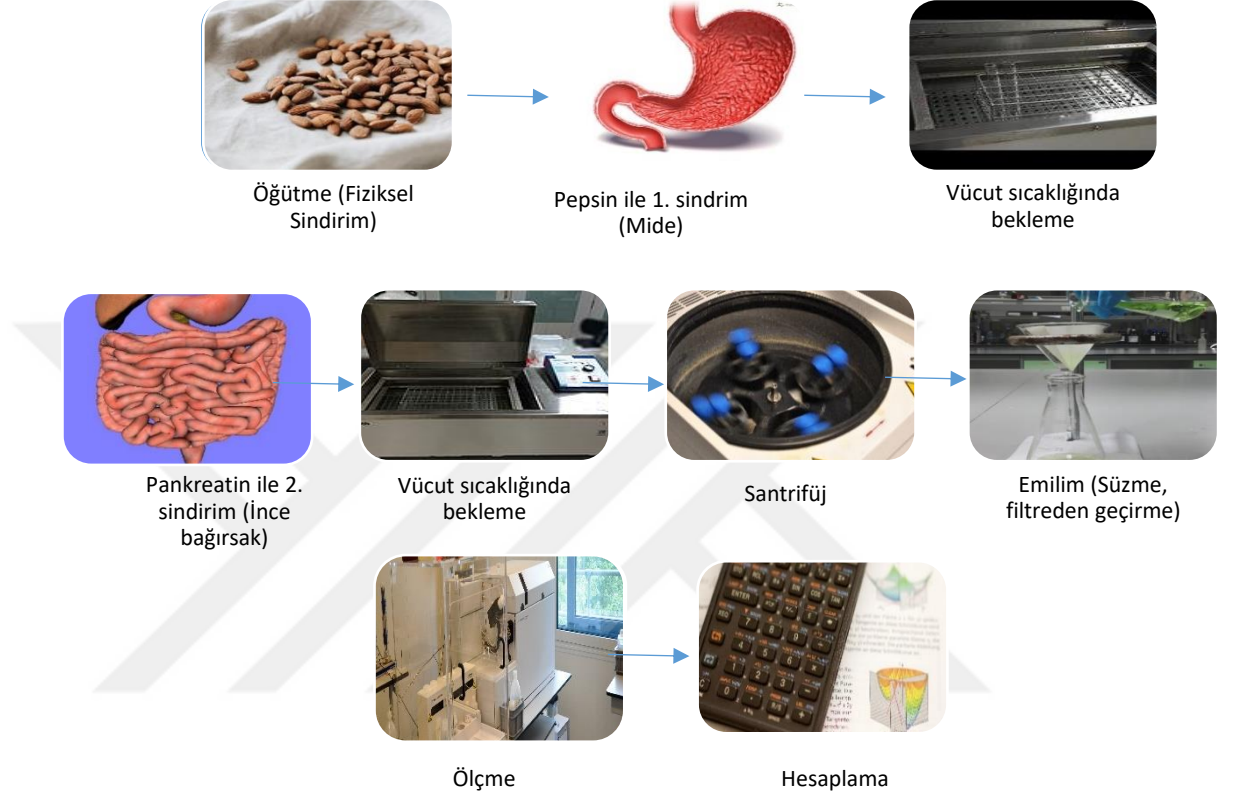 Öğütme (Fiziksel
Sindirim)
Pepsin ile 1. sindrim
(Mide)
Vücut sıcaklığında
bekleme
Pankreatin ile 2.
sindirim (İnce
bağırsak)
Vücut sıcaklığında
bekleme
Santrifüj
Emilim (Süzme,
filtreden geçirme)
Ölçme
Hesaplama